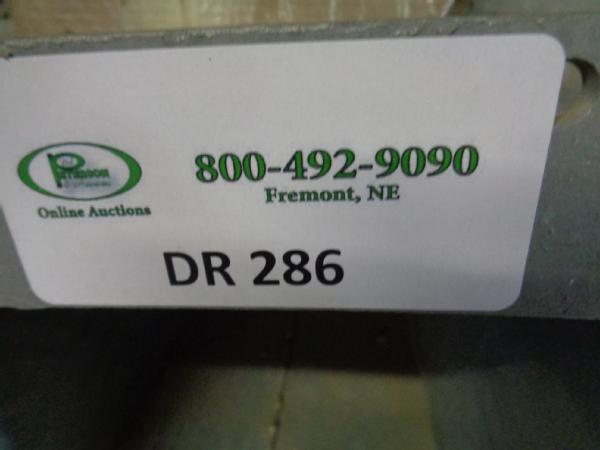 800-492-9090
Fremont, NE
Online Auctions
DR 286